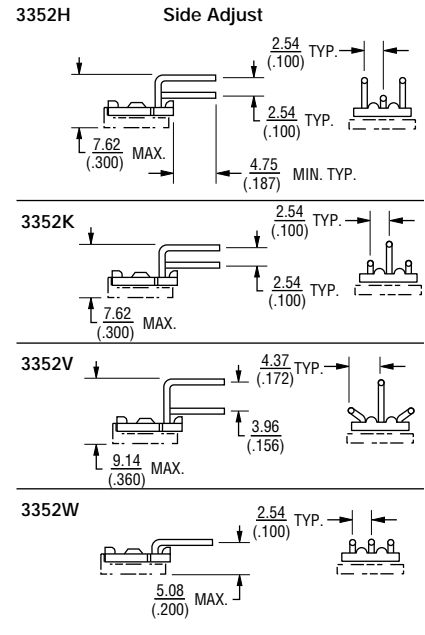 3352H Side Adjust
2.54
(.100) TYP.
2.54
(.100) TYP.
7.62
(.300) MAX.
4.75
(.187) MIN. TYP.
3352K
2.54
(.100) TYP.
2.54
(.100) TYP.
7.62
(.300) MAX.
3352V
4.37
(.172) TYP.
3.96
(.156)
9.14
(.360) MAX.
3352W
2.54
(.100) TYP.
5.08
(.200) MAX.